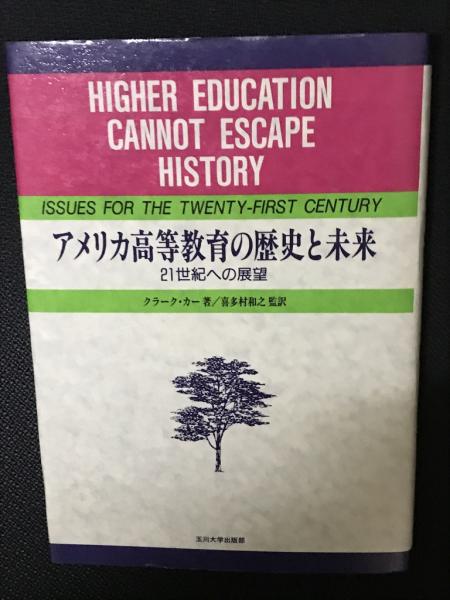 HIGHER EDUCATION
CANNOT ESCAPE
HISTORY
ISSUES FOR THE TWENTY-FIRST CENTURY
アメリカ高等教育の歴史と未来
21世紀への展望
クラーク・カー 著／喜多村和之 監訳
玉川大学出版部